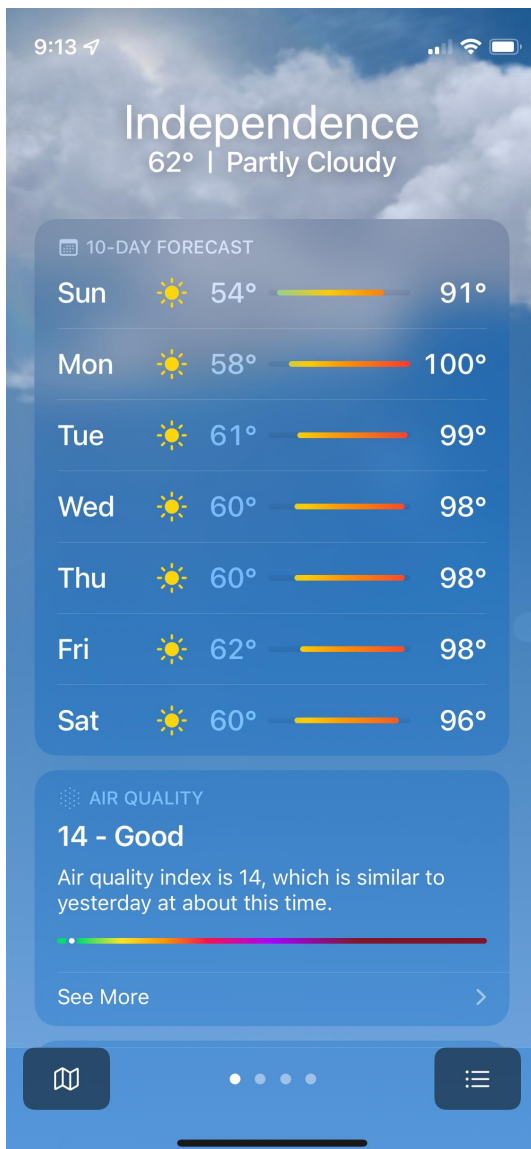 9:13
Independence
62° | Partly Cloudy
10-DAY FORECAST
Sun 54° 91°
Mon 58° 100°
Tue 61° 99°
Wed 60° 98°
Thu 60° 98°
Fri 62° 98°
Sat 60° 96°
AIR QUALITY
14 - Good
Air quality index is 14, which is similar to
yesterday at about this time.
See More